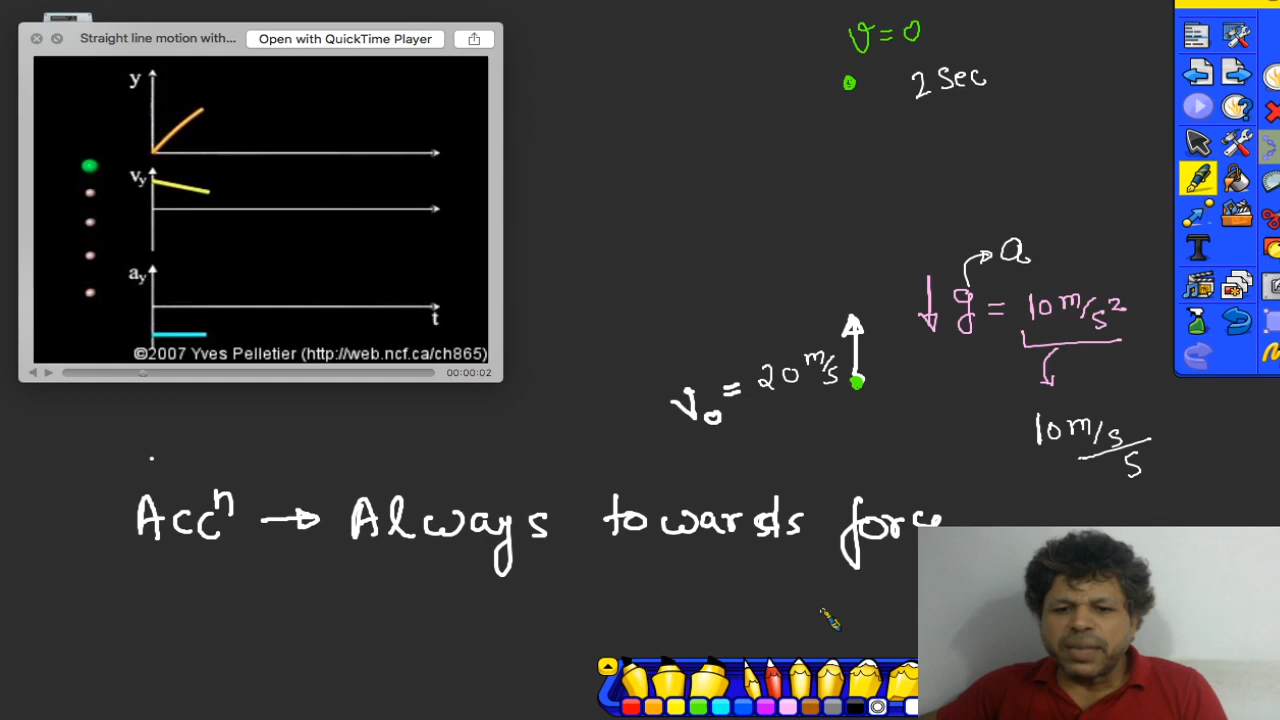 Straight line motion with...
Open with QuickTime Player
y
vy
ay
t
©2007 Yves Pelletier (http://web.ncf.ca/ch865)
00:00:02
v = 0
2 Sec
a
g = 10 m/s²
v₀ = 20 m/s
10 m/s/s
Accⁿ → Always towards force
T